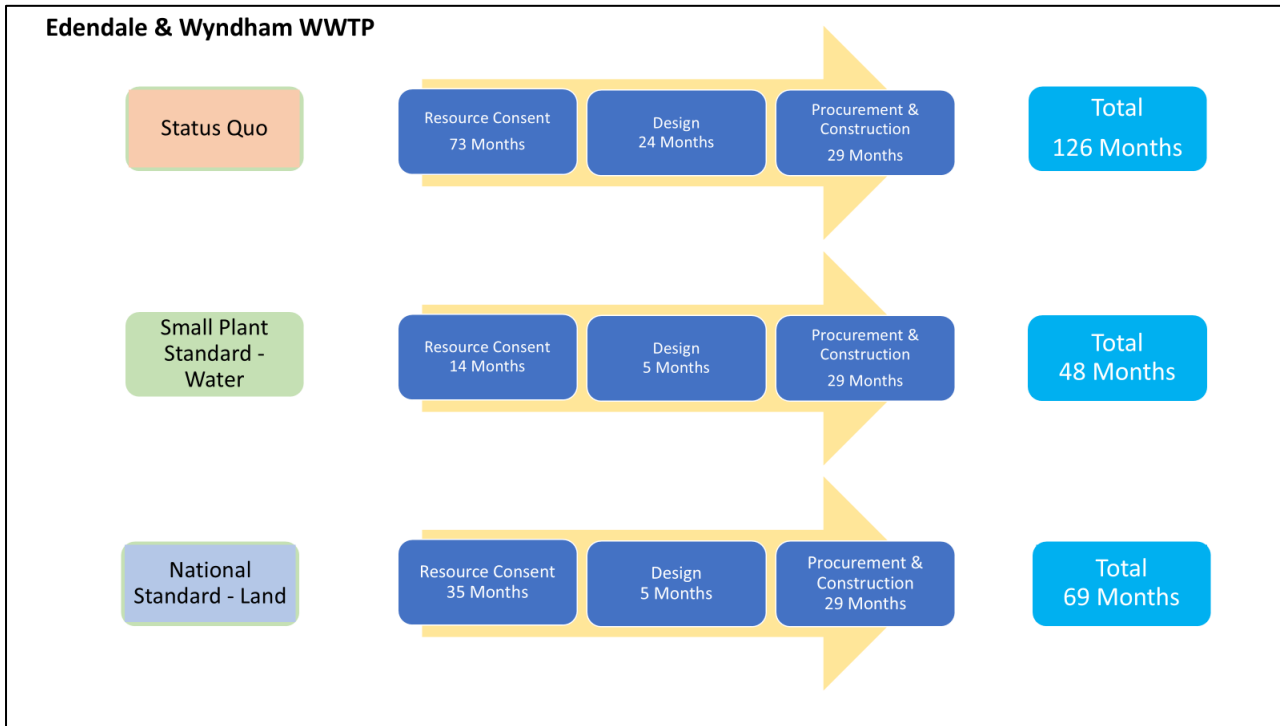 Edendale & Wyndham WWTP
Status Quo
Resource Consent
73 Months
Design
24 Months
Procurement &
Construction
29 Months
Total
126 Months
Small Plant
Standard -
Water
Resource Consent
14 Months
Design
5 Months
Procurement &
Construction
29 Months
Total
48 Months
National
Standard - Land
Resource Consent
35 Months
Design
5 Months
Procurement &
Construction
29 Months
Total
69 Months